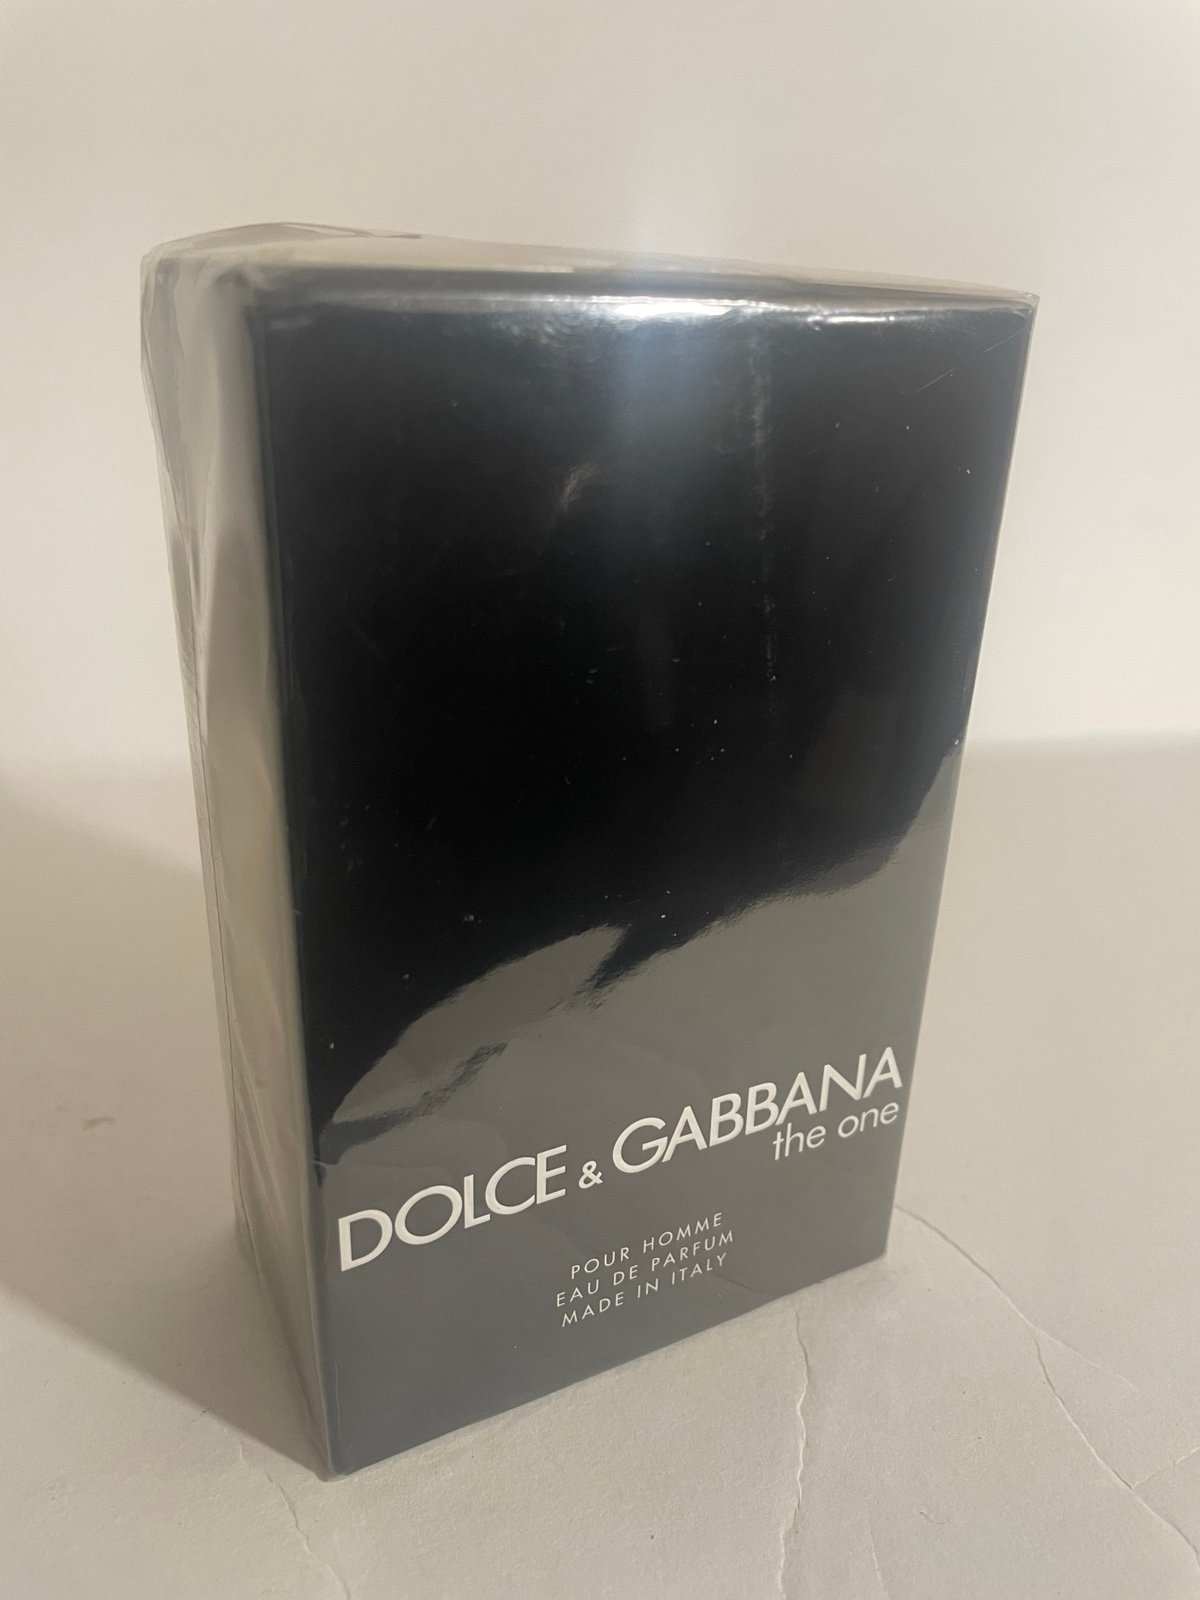 DOLCE & GABBANA
the one
POUR HOMME
EAU DE PARFUM
MADE IN ITALY